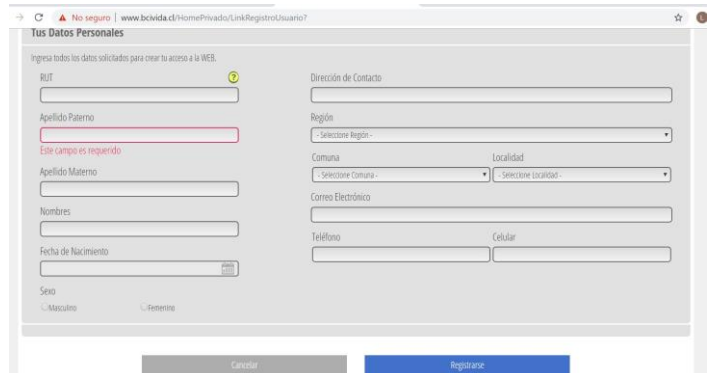 No seguro | www.bcivida.cl/HomePrivado/LinkRegistroUsuario?
Tus Datos Personales
Ingresa todos los datos solicitados para crear tu acceso a la WEB.
RUT
?
Apellido Paterno
Este campo es requerido
Apellido Materno
Nombres
Fecha de Nacimiento
Sexo
Masculino Femenino
Dirección de Contacto
Región
- Seleccione Región -
Comuna Localidad
- Seleccione Comuna - - Seleccione Localidad -
Correo Electrónico
Teléfono Celular
Cancelar Registrarse